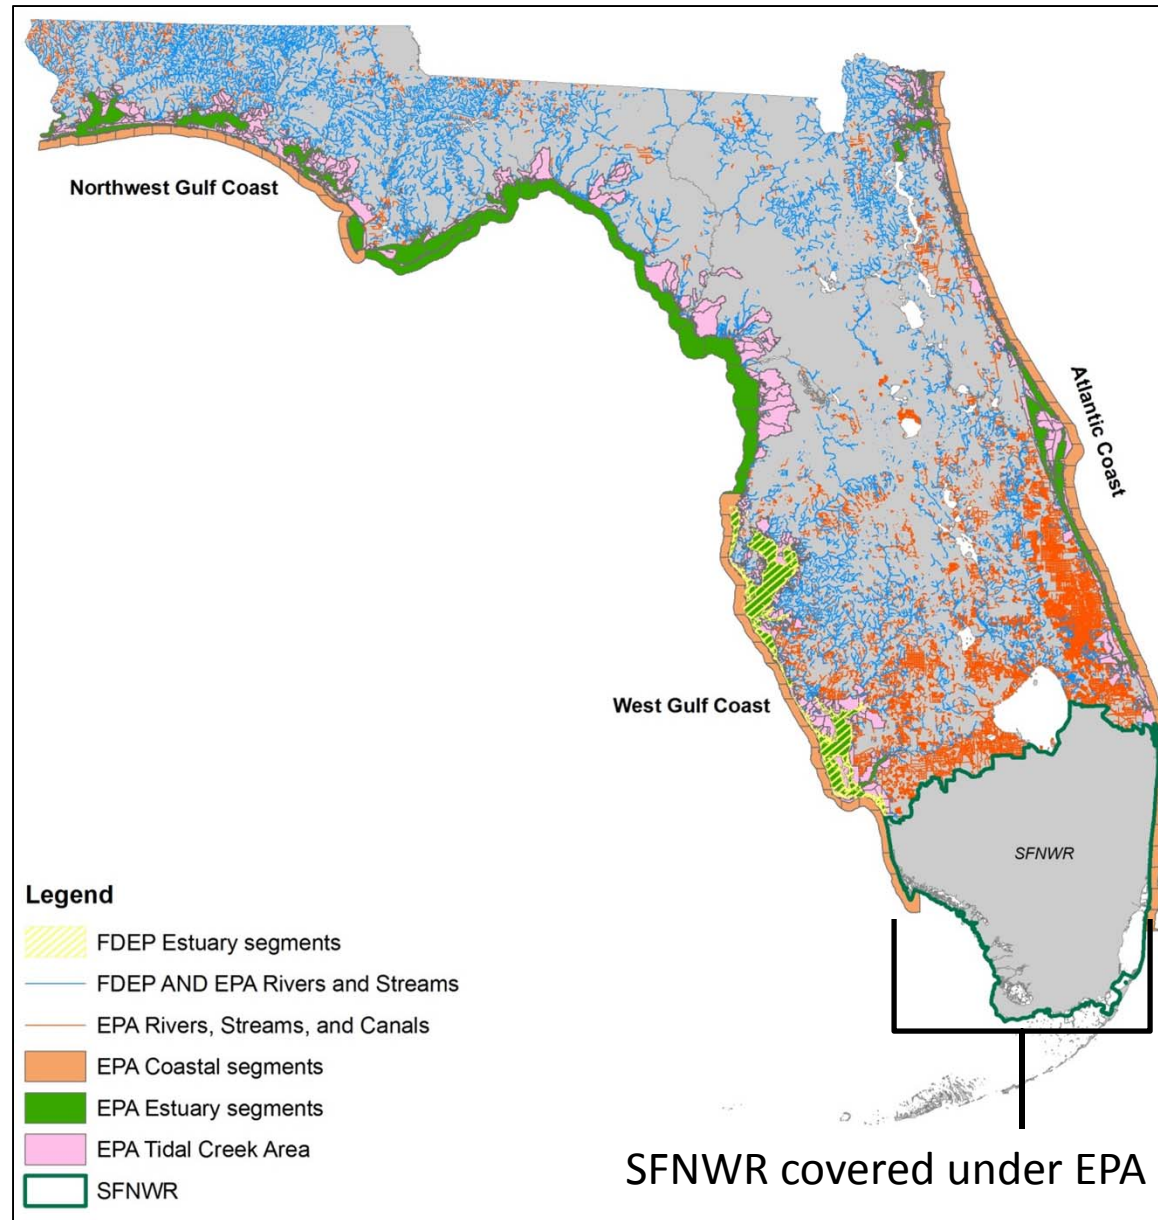 Northwest Gulf Coast
Atlantic Coast
West Gulf Coast
SFNWR
Legend
FDEP Estuary segments
FDEP AND EPA Rivers and Streams
EPA Rivers, Streams, and Canals
EPA Coastal segments
EPA Estuary segments
EPA Tidal Creek Area
SFNWR
SFNWR covered under EPA